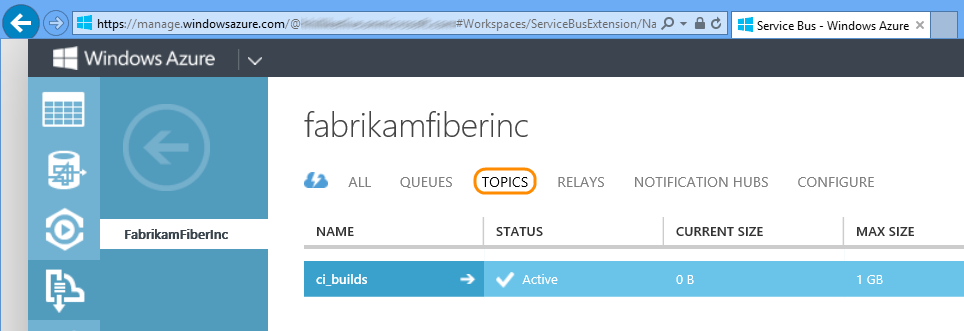 https://manage.windowsazure.com/@ #Workspaces/ServiceBusExtension/Na
Service Bus - Windows Azure
Windows Azure
fabrikamfiberinc
ALL QUEUES TOPICS RELAYS NOTIFICATION HUBS CONFIGURE
FabrikamFiberInc
NAME STATUS CURRENT SIZE MAX SIZE
ci_builds Active 0 B 1 GB